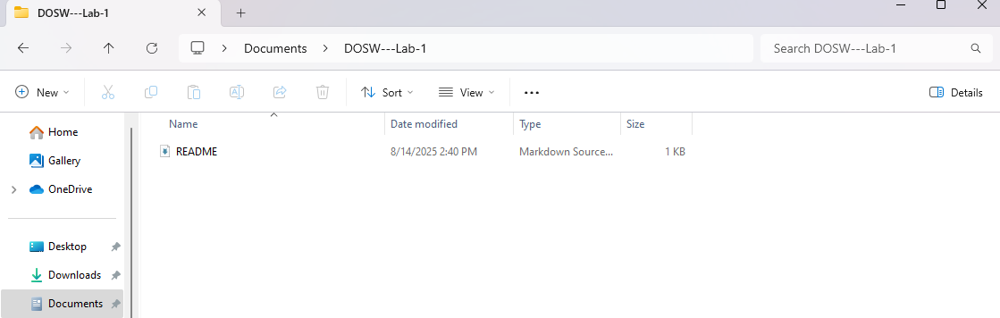 DOSW---Lab-1
Documents DOSW---Lab-1 Search DOSW---Lab-1
New Sort View Details
Name Date modified Type Size
Home
README 8/14/2025 2:40 PM Markdown Source... 1 KB
Gallery
OneDrive
Desktop
Downloads
Documents